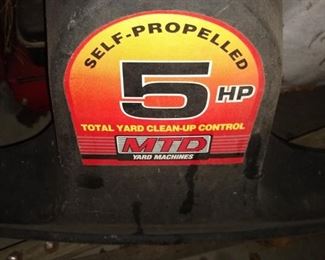 SELF-PROPELLED
5 HP
TOTAL YARD CLEAN-UP CONTROL
MTD
YARD MACHINES